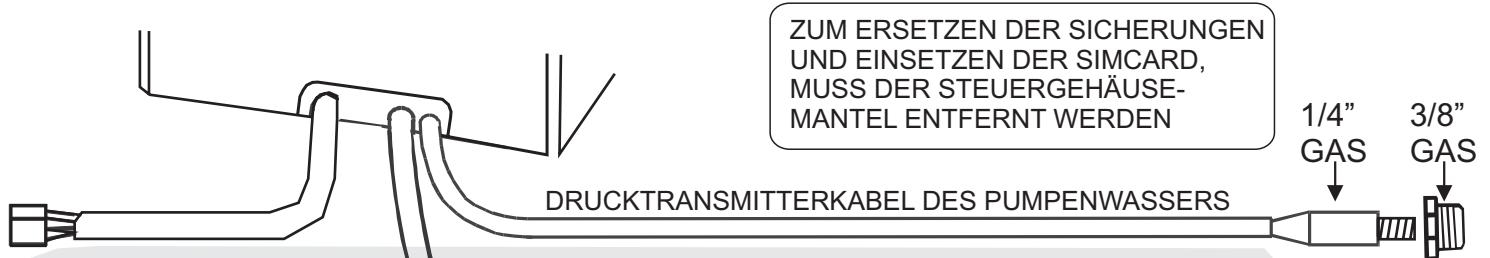 ZUM ERSETZEN DER SICHERUNGEN
UND EINSETZEN DER SIMCARD,
MUSS DER STEUERGEHÄUSE-
MANTEL ENTFERNT WERDEN
1/4” GAS
3/8” GAS
DRUCKTRANSMITTERKABEL DES PUMPENWASSERS